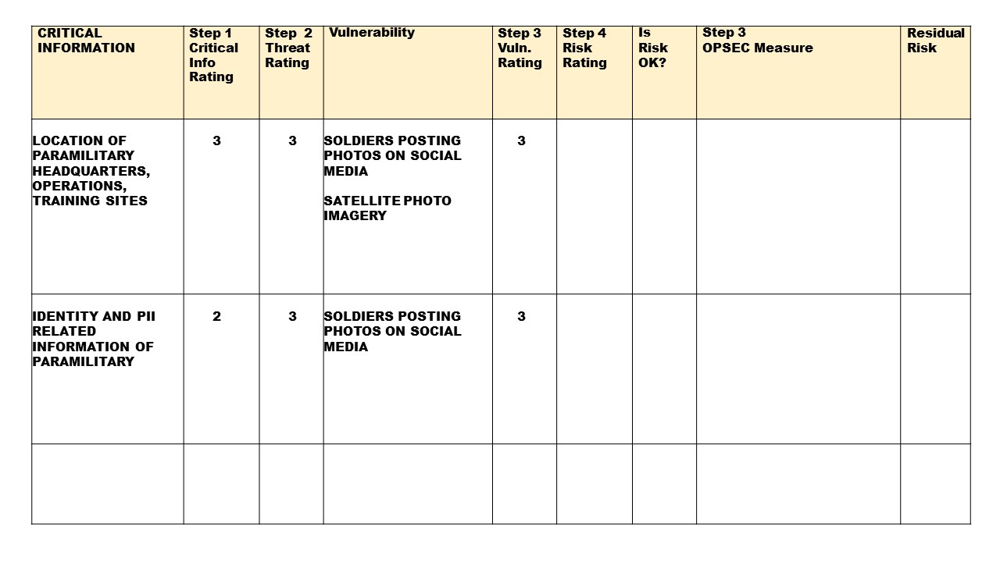 CRITICAL
INFORMATION
Step 1
Critical
Info
Rating
Step 2
Threat
Rating
Vulnerability
Step 3
Vuln.
Rating
Step 4
Risk
Rating
Is
Risk
OK?
Step 3
OPSEC Measure
Residual
Risk
LOCATION OF
PARAMILITARY
HEADQUARTERS,
OPERATIONS,
TRAINING SITES
3
3
SOLDIERS POSTING
PHOTOS ON SOCIAL
MEDIA
SATELLITE PHOTO
IMAGERY
3
IDENTITY AND PII
RELATED
INFORMATION OF
PARAMILITARY
2
3
SOLDIERS POSTING
PHOTOS ON SOCIAL
MEDIA
3